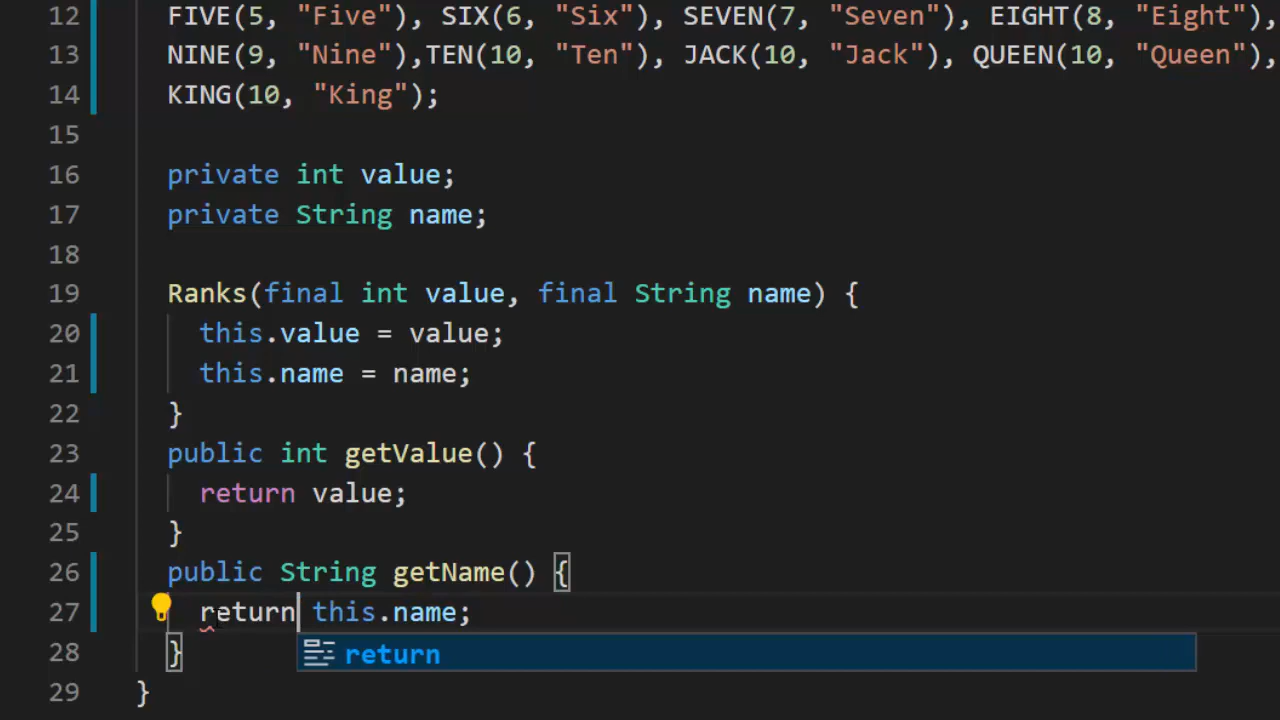 12 FIVE(5, "Five"), SIX(6, "Six"), SEVEN(7, "Seven"), EIGHT(8, "Eight"),
13 NINE(9, "Nine"),TEN(10, "Ten"), JACK(10, "Jack"), QUEEN(10, "Queen"),
14 KING(10, "King");
15
16 private int value;
17 private String name;
18
19 Ranks(final int value, final String name) {
20 this.value = value;
21 this.name = name;
22 }
23 public int getValue() {
24 return value;
25 }
26 public String getName() {
27 return this.name;
28 }
return
29 }